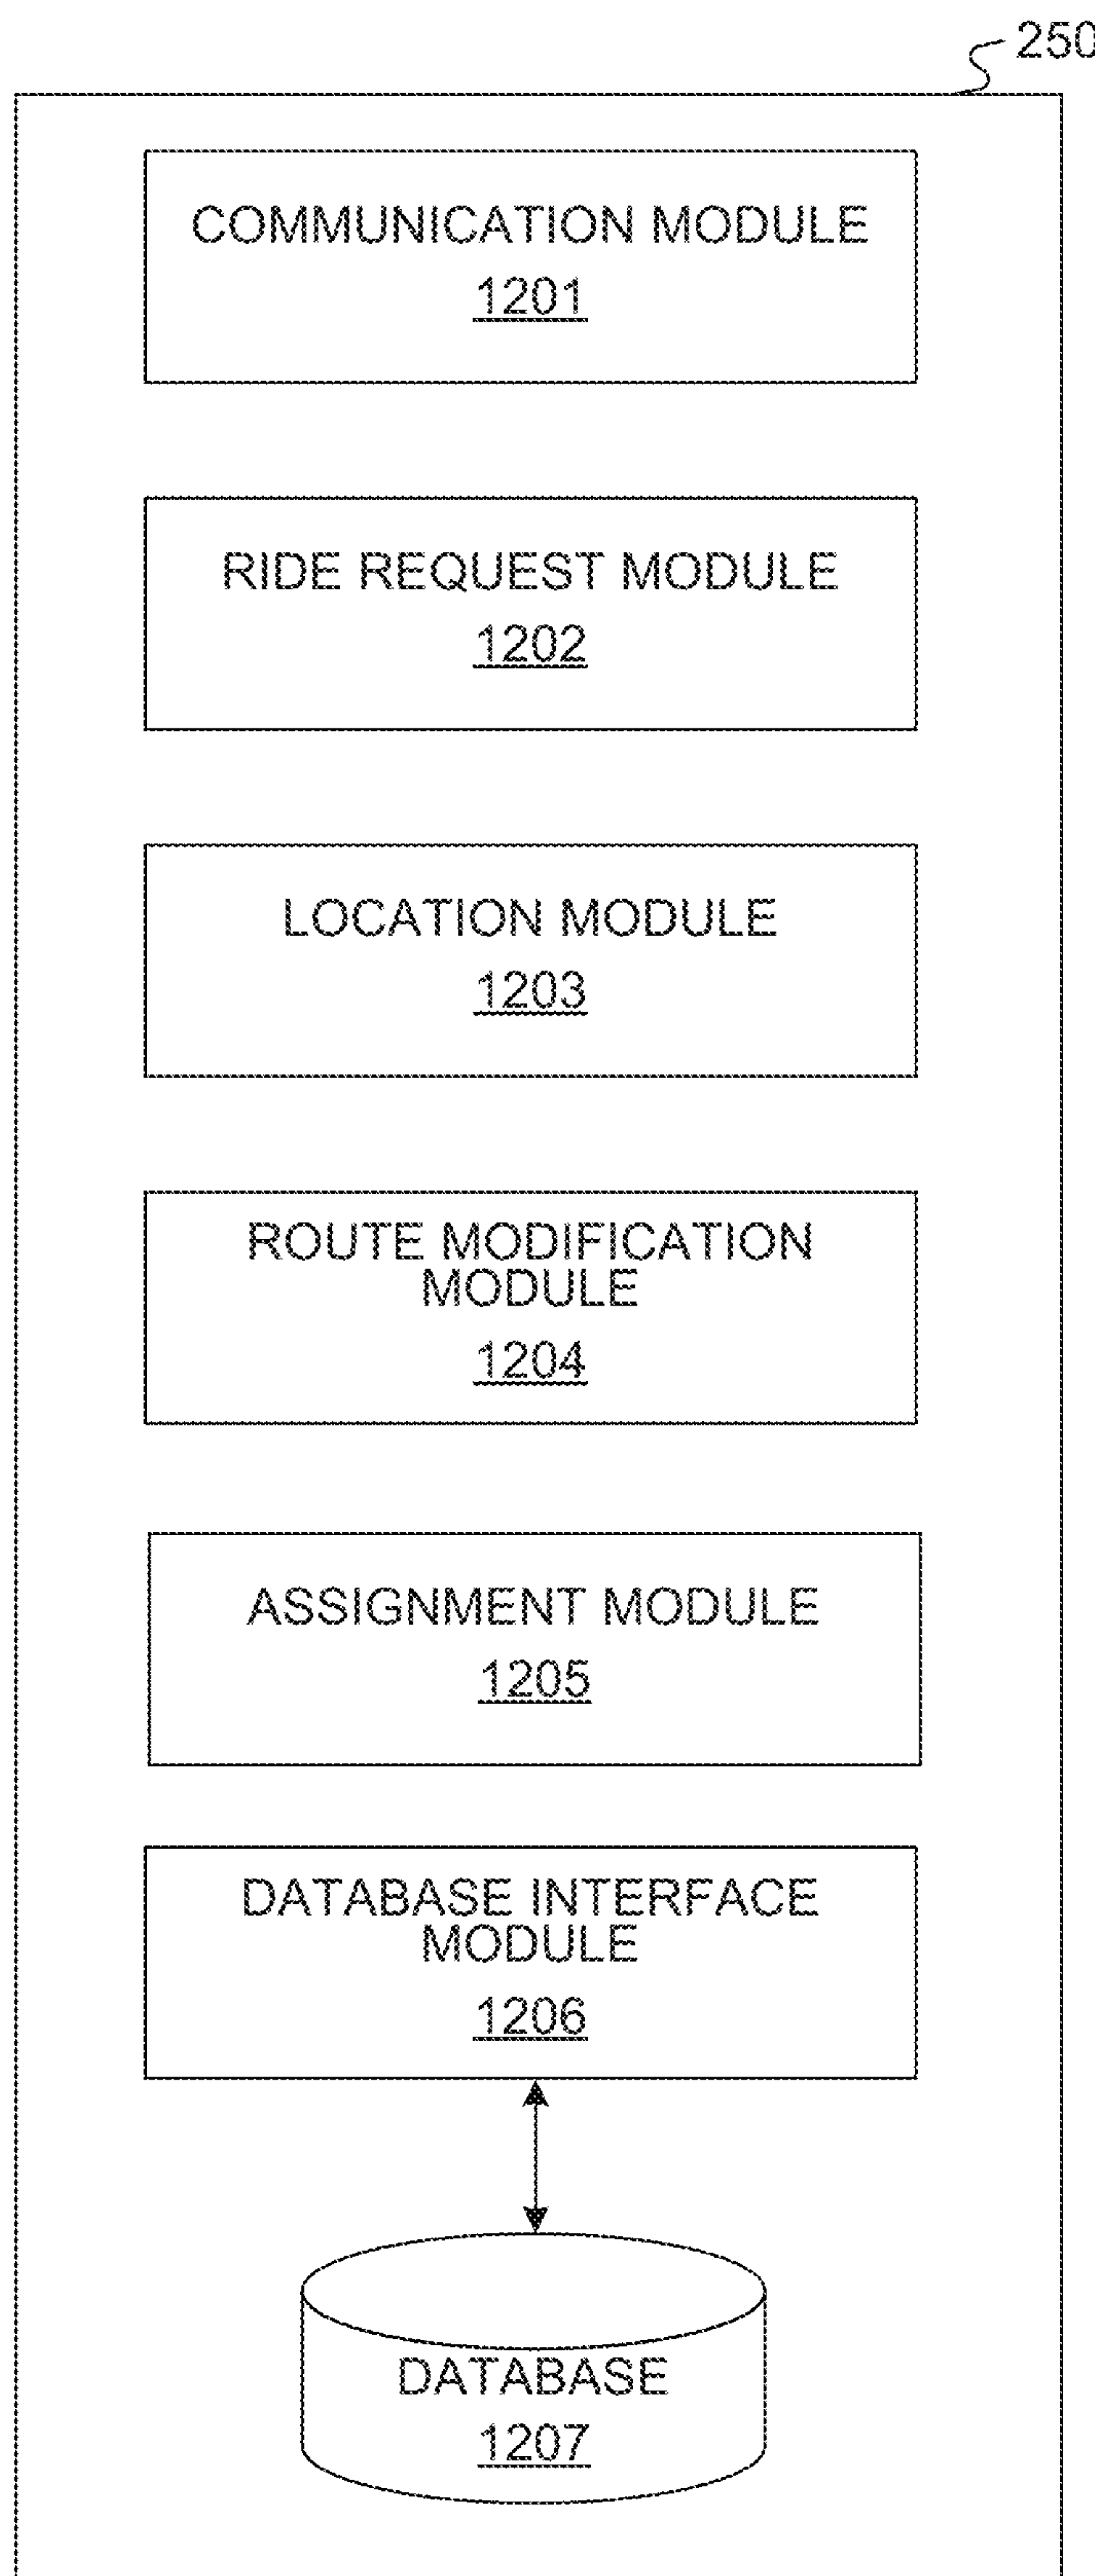 250
COMMUNICATION MODULE
1201
RIDE REQUEST MODULE
1202
LOCATION MODULE
1203
ROUTE MODIFICATION
MODULE
1204
ASSIGNMENT MODULE
1205
DATABASE INTERFACE
MODULE
1206
DATABASE
1207